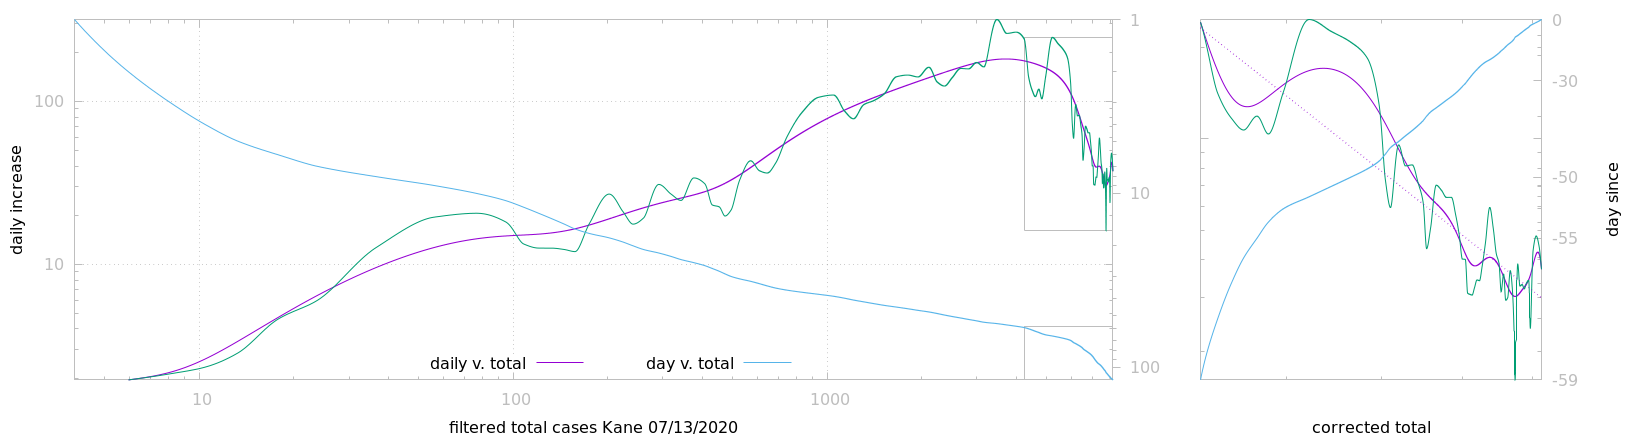 1
0
100
-30
daily increase
-50
day since
10
-55
10
daily v. total
day v. total
100
-59
10
100
1000
filtered total cases Kane 07/13/2020
corrected total